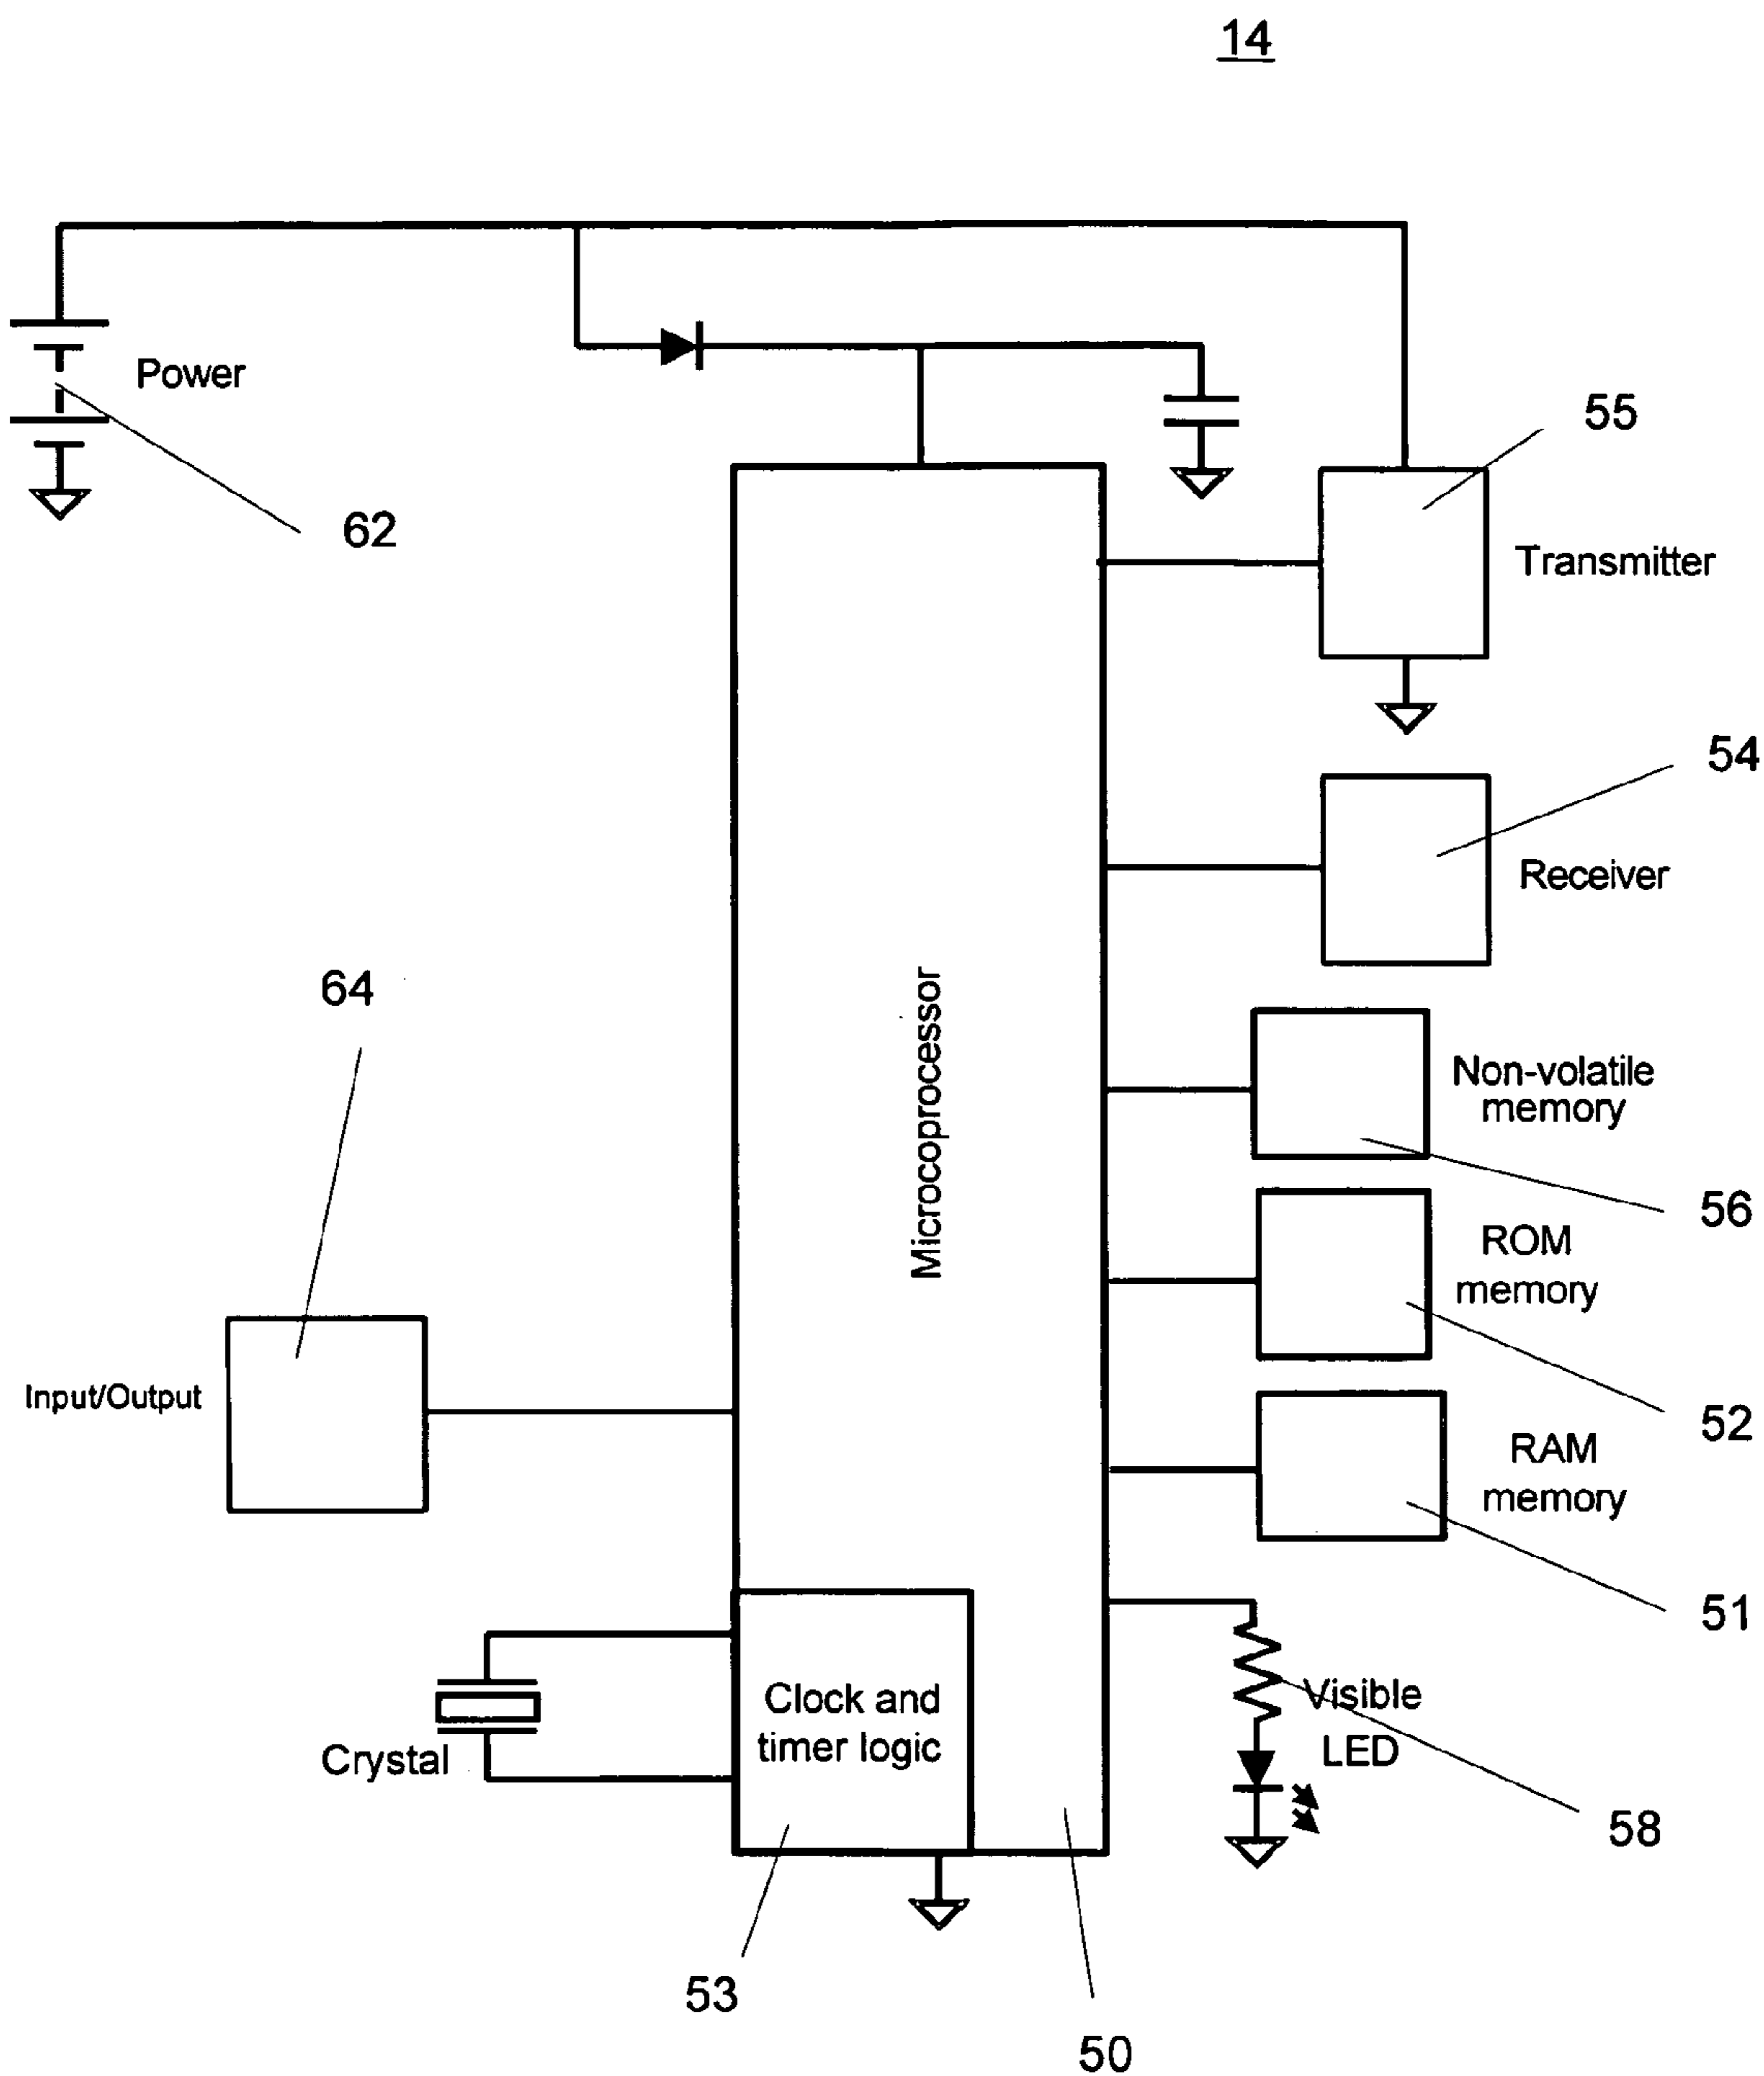 14
Power
62
55
Transmitter
54
Receiver
64
Microcoprocessor
Non-volatile
memory
56
ROM
memory
Input/Output
52
RAM
memory
51
Clock and
timer logic
Crystal
Visible
LED
58
53
50